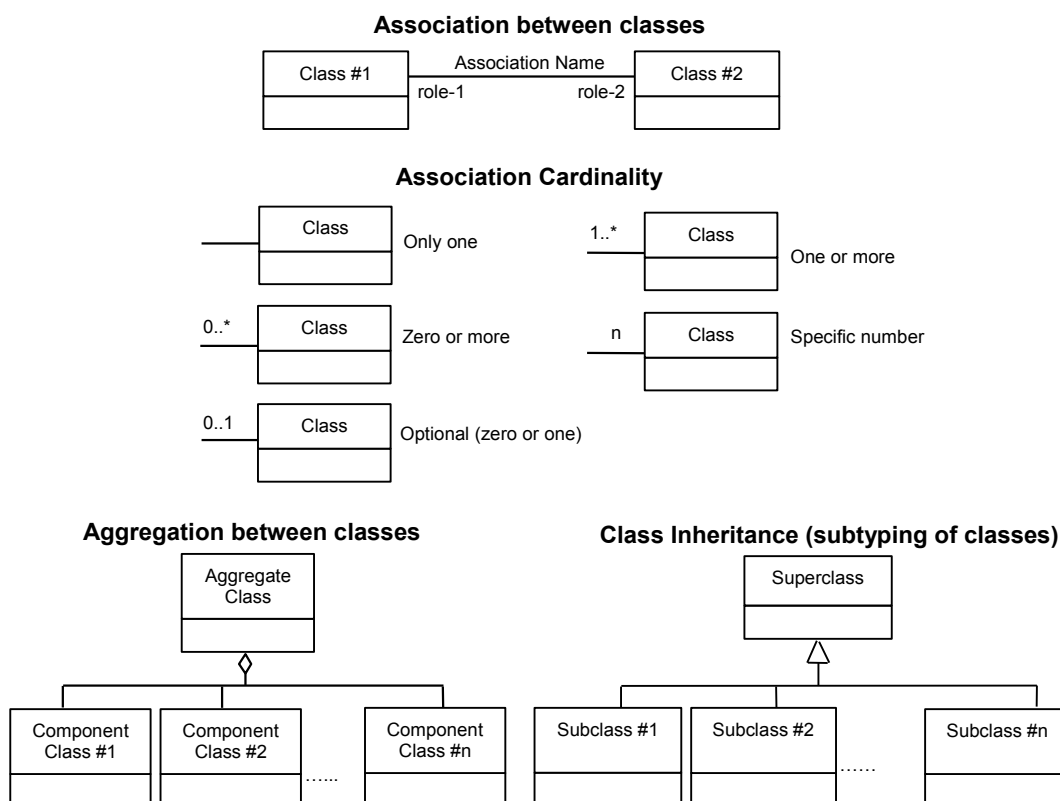 Association between classes
Class #1
Association Name
Class #2
role-1
role-2
Association Cardinality
Class
Only one
1..*
Class
One or more
0..*
Class
Zero or more
n
Class
Specific number
0..1
Class
Optional (zero or one)
Aggregation between classes
Aggregate
Class
Component
Class #1
Component
Class #2
…...
Component
Class #n
Class Inheritance (subtyping of classes)
Superclass
Subclass #1
Subclass #2
……
Subclass #n